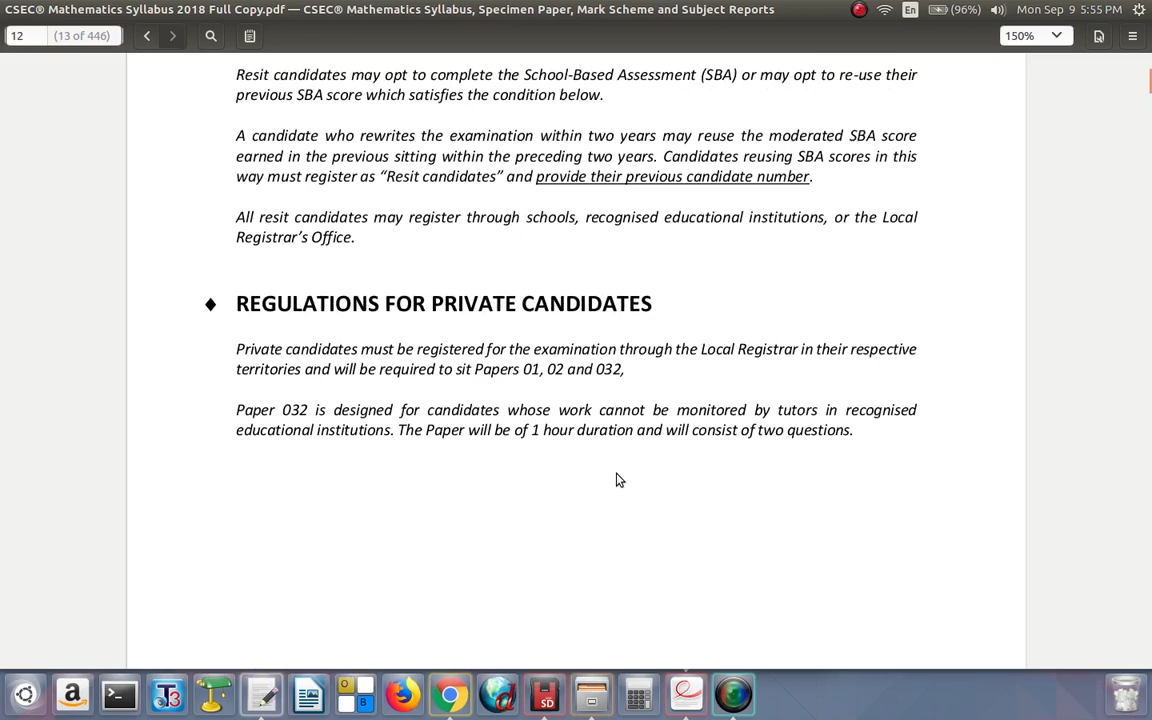 CSEC® Mathematics Syllabus 2018 Full Copy.pdf — CSEC® Mathematics Syllabus, Specimen Paper, Mark Scheme and Subject Reports
En (96%) Mon Sep 9 5:55 PM
12 (13 of 446) 150%
Resit candidates may opt to complete the School-Based Assessment (SBA) or may opt to re-use their
previous SBA score which satisfies the condition below.
A candidate who rewrites the examination within two years may reuse the moderated SBA score
earned in the previous sitting within the preceding two years. Candidates reusing SBA scores in this
way must register as “Resit candidates” and provide their previous candidate number.
All resit candidates may register through schools, recognised educational institutions, or the Local
Registrar’s Office.
♦ REGULATIONS FOR PRIVATE CANDIDATES
Private candidates must be registered for the examination through the Local Registrar in their respective
territories and will be required to sit Papers 01, 02 and 032,
Paper 032 is designed for candidates whose work cannot be monitored by tutors in recognised
educational institutions. The Paper will be of 1 hour duration and will consist of two questions.
a T3 O B d SD